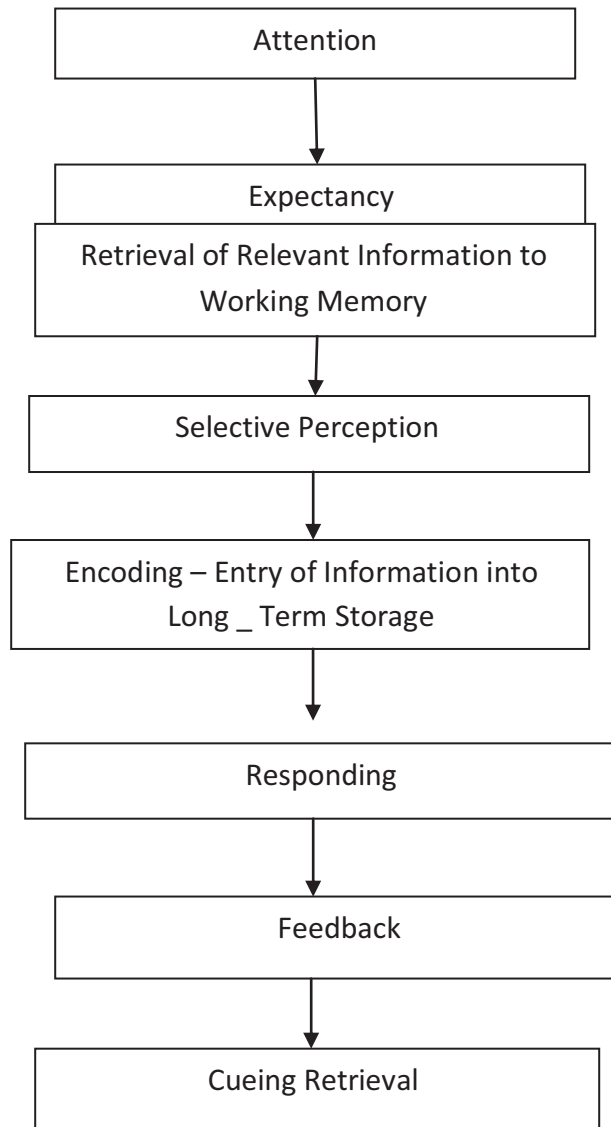 Attention
Expectancy
Retrieval of Relevant Information to
Working Memory
Selective Perception
Encoding – Entry of Information into
Long _ Term Storage
Responding
Feedback
Cueing Retrieval